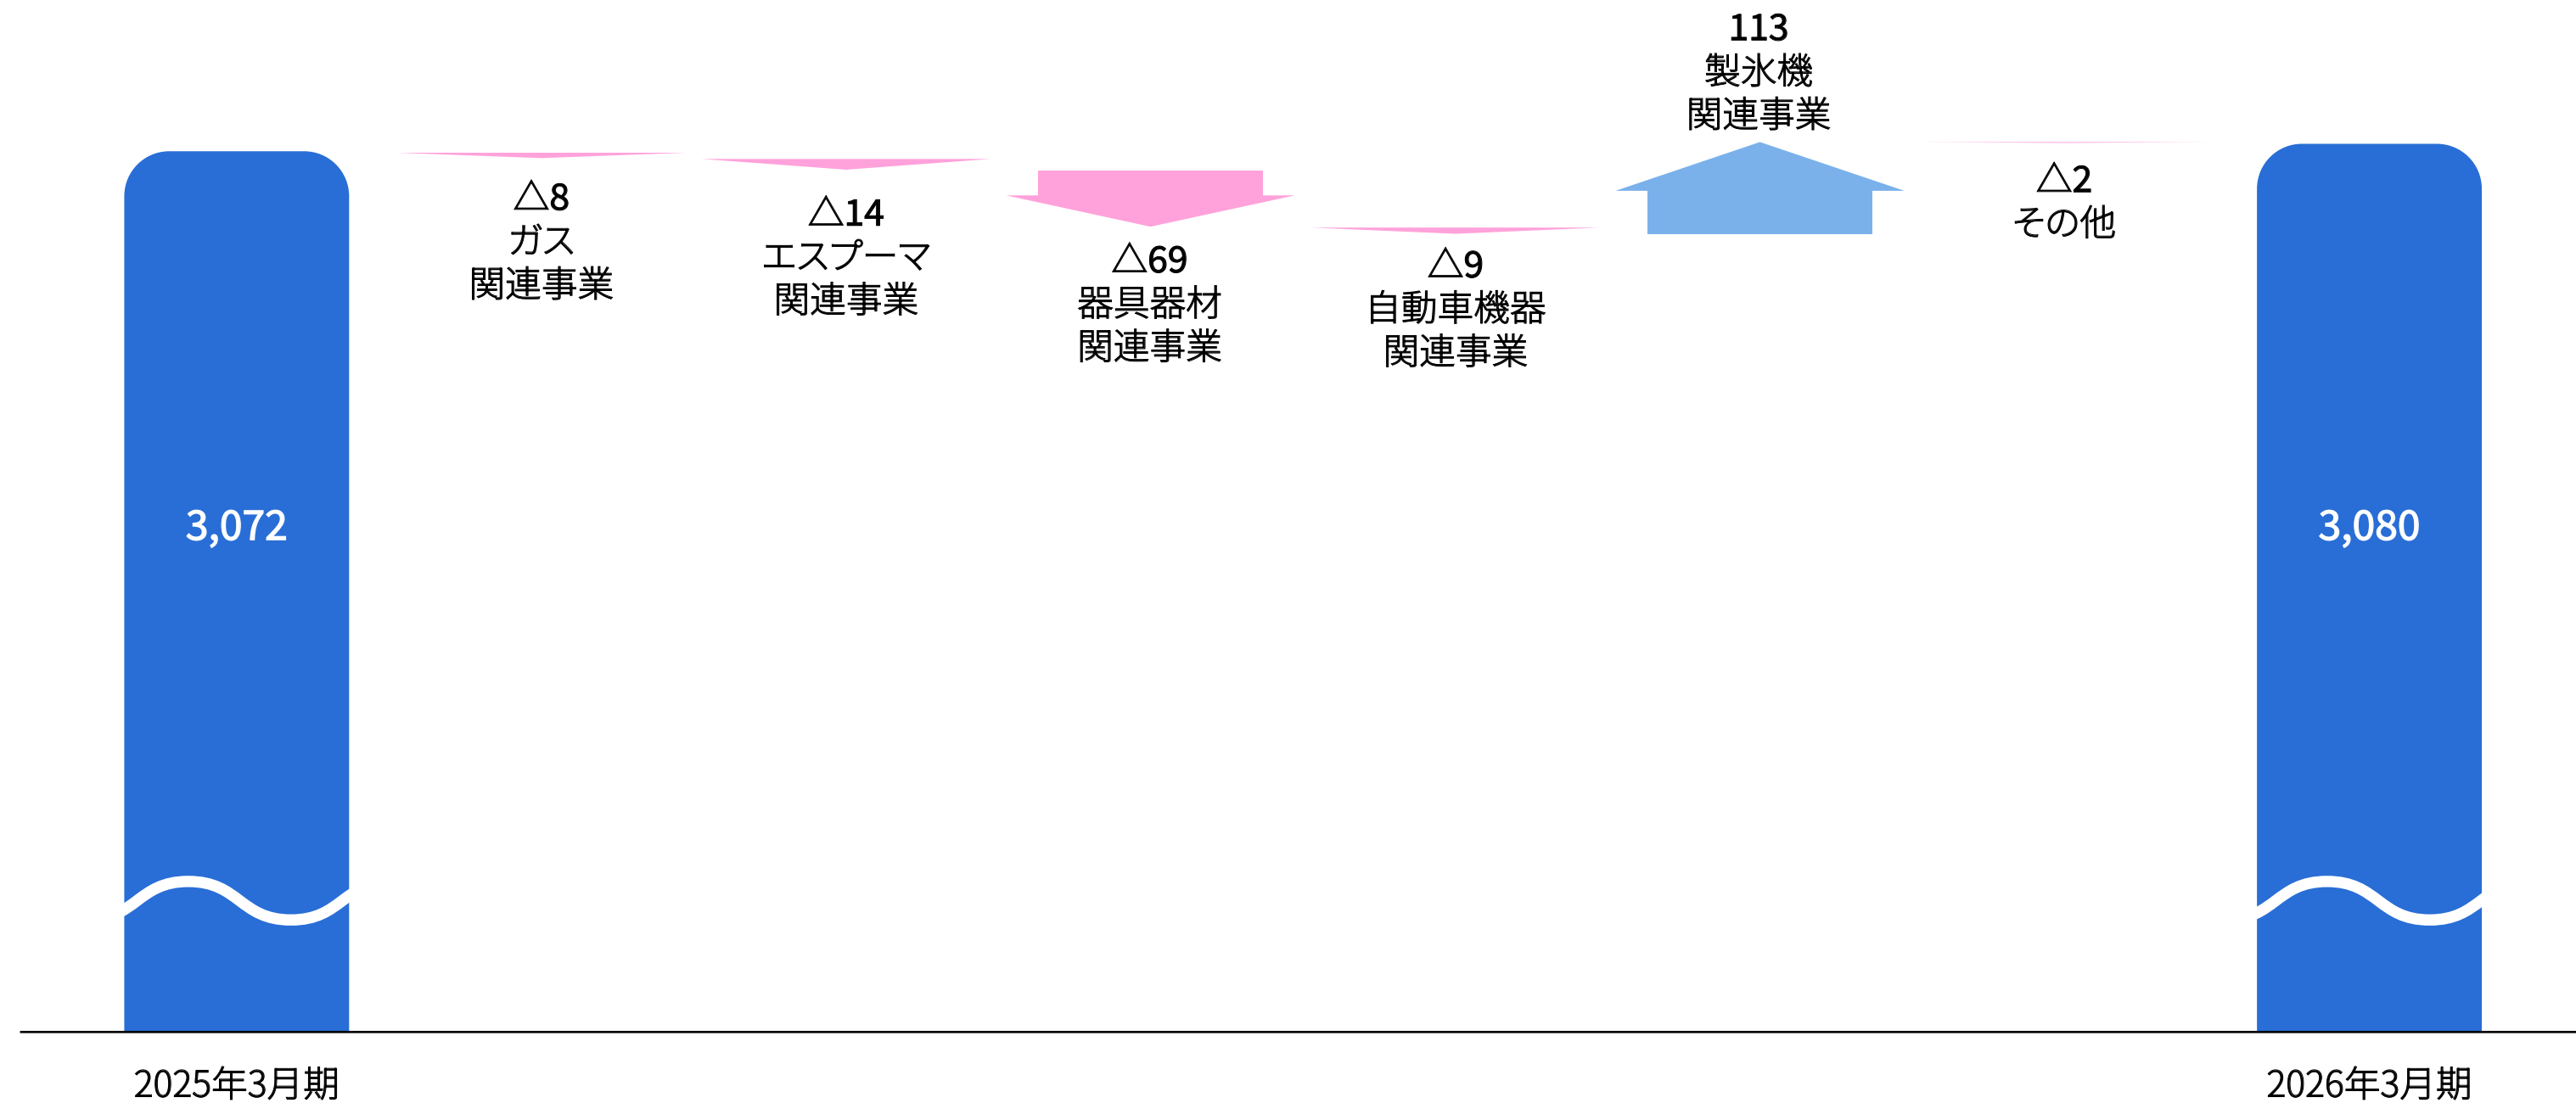 113
製氷機
関連事業
△8
ガス
関連事業
△14
エスプーマ
関連事業
△69
器具器材
関連事業
△9
自動車機器
関連事業
△2
その他
3,072
3,080
2025年3月期
2026年3月期